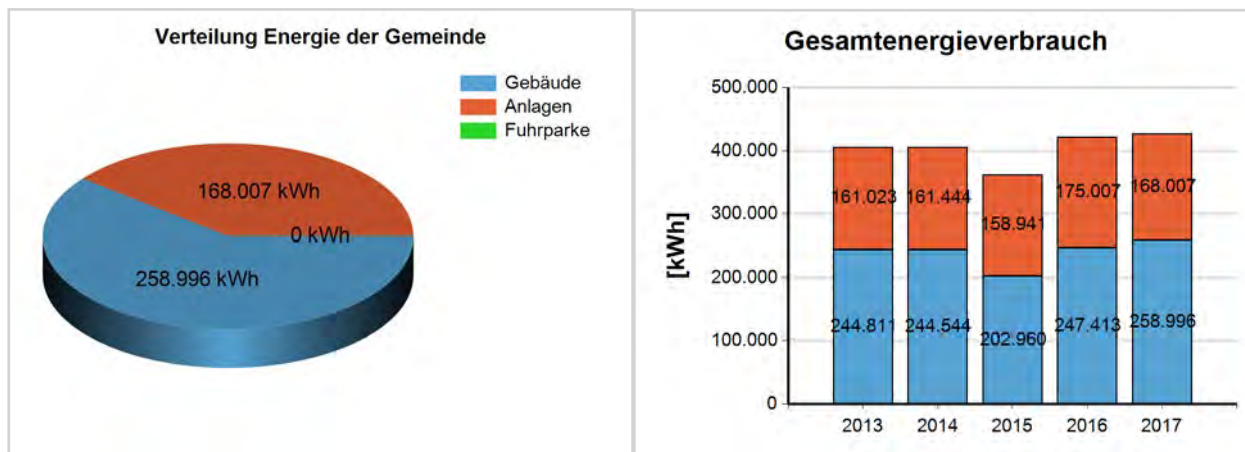 Verteilung Energie der Gemeinde
Gebäude
Anlagen
Fuhrparke
168.007 kWh
0 kWh
258.996 kWh
Gesamtenergieverbrauch
[kWh]
500.000
400.000
300.000
200.000
100.000
0
161.023
161.444
158.941
175.007
168.007
244.811
244.544
202.960
247.413
258.996
2013
2014
2015
2016
2017